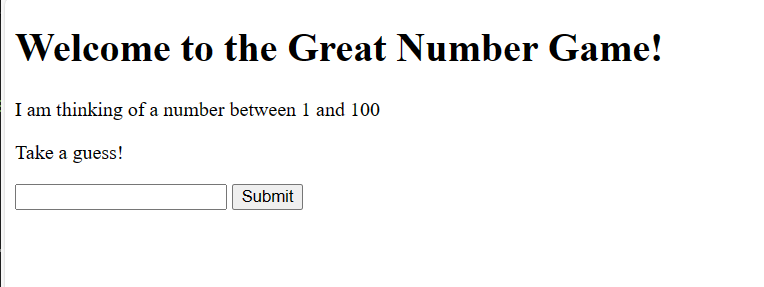 Welcome to the Great Number Game!
I am thinking of a number between 1 and 100
Take a guess!
Submit